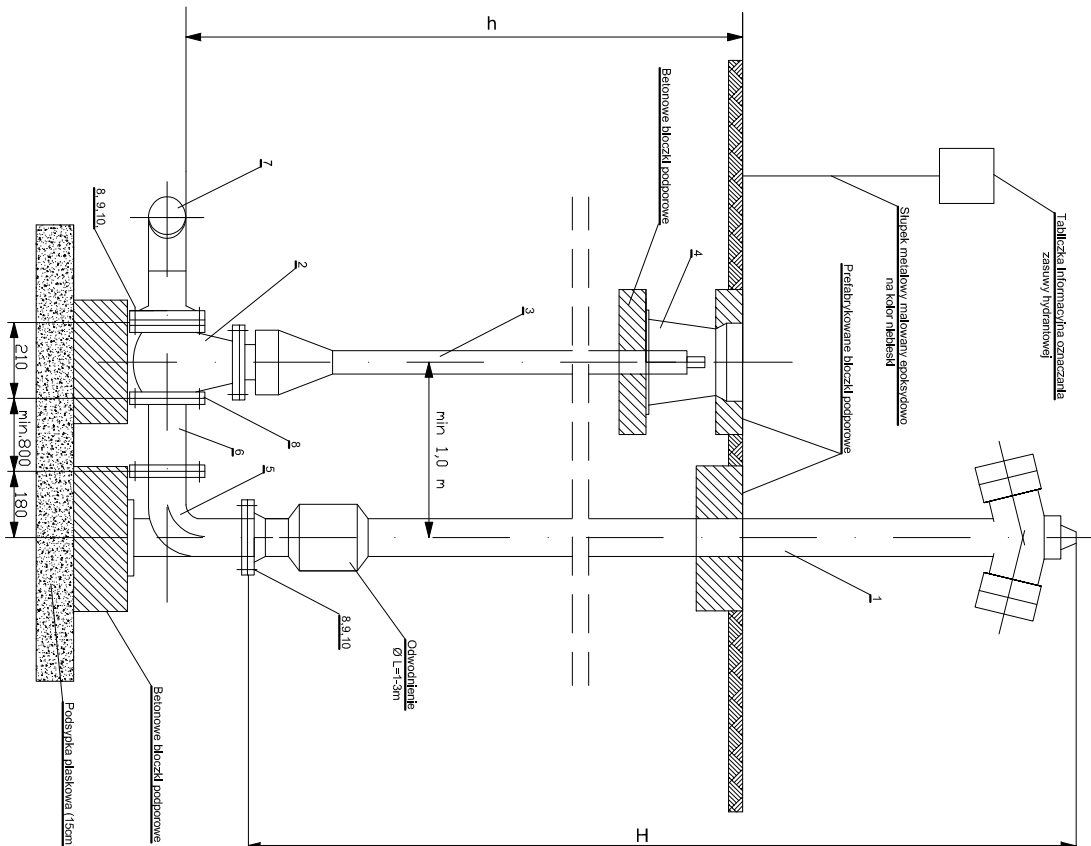 h
Tabliczka informacyjna oznaczania
zasuwy hydrantowej
Słupek metalowy malowany epoksydowo
na kolor niebieski
Betonowe bloczki podporowe
Prefabrykowane bloczki podporowe
7
8, 9,10,
2
3
4
210
min.800
180
min 1,0 m
8
6
5
1
8,9,10
Odwodnienie
Ø L=1-3m
Betonowe bloczki podporowe
Podsypka piaskowa (15cm
H